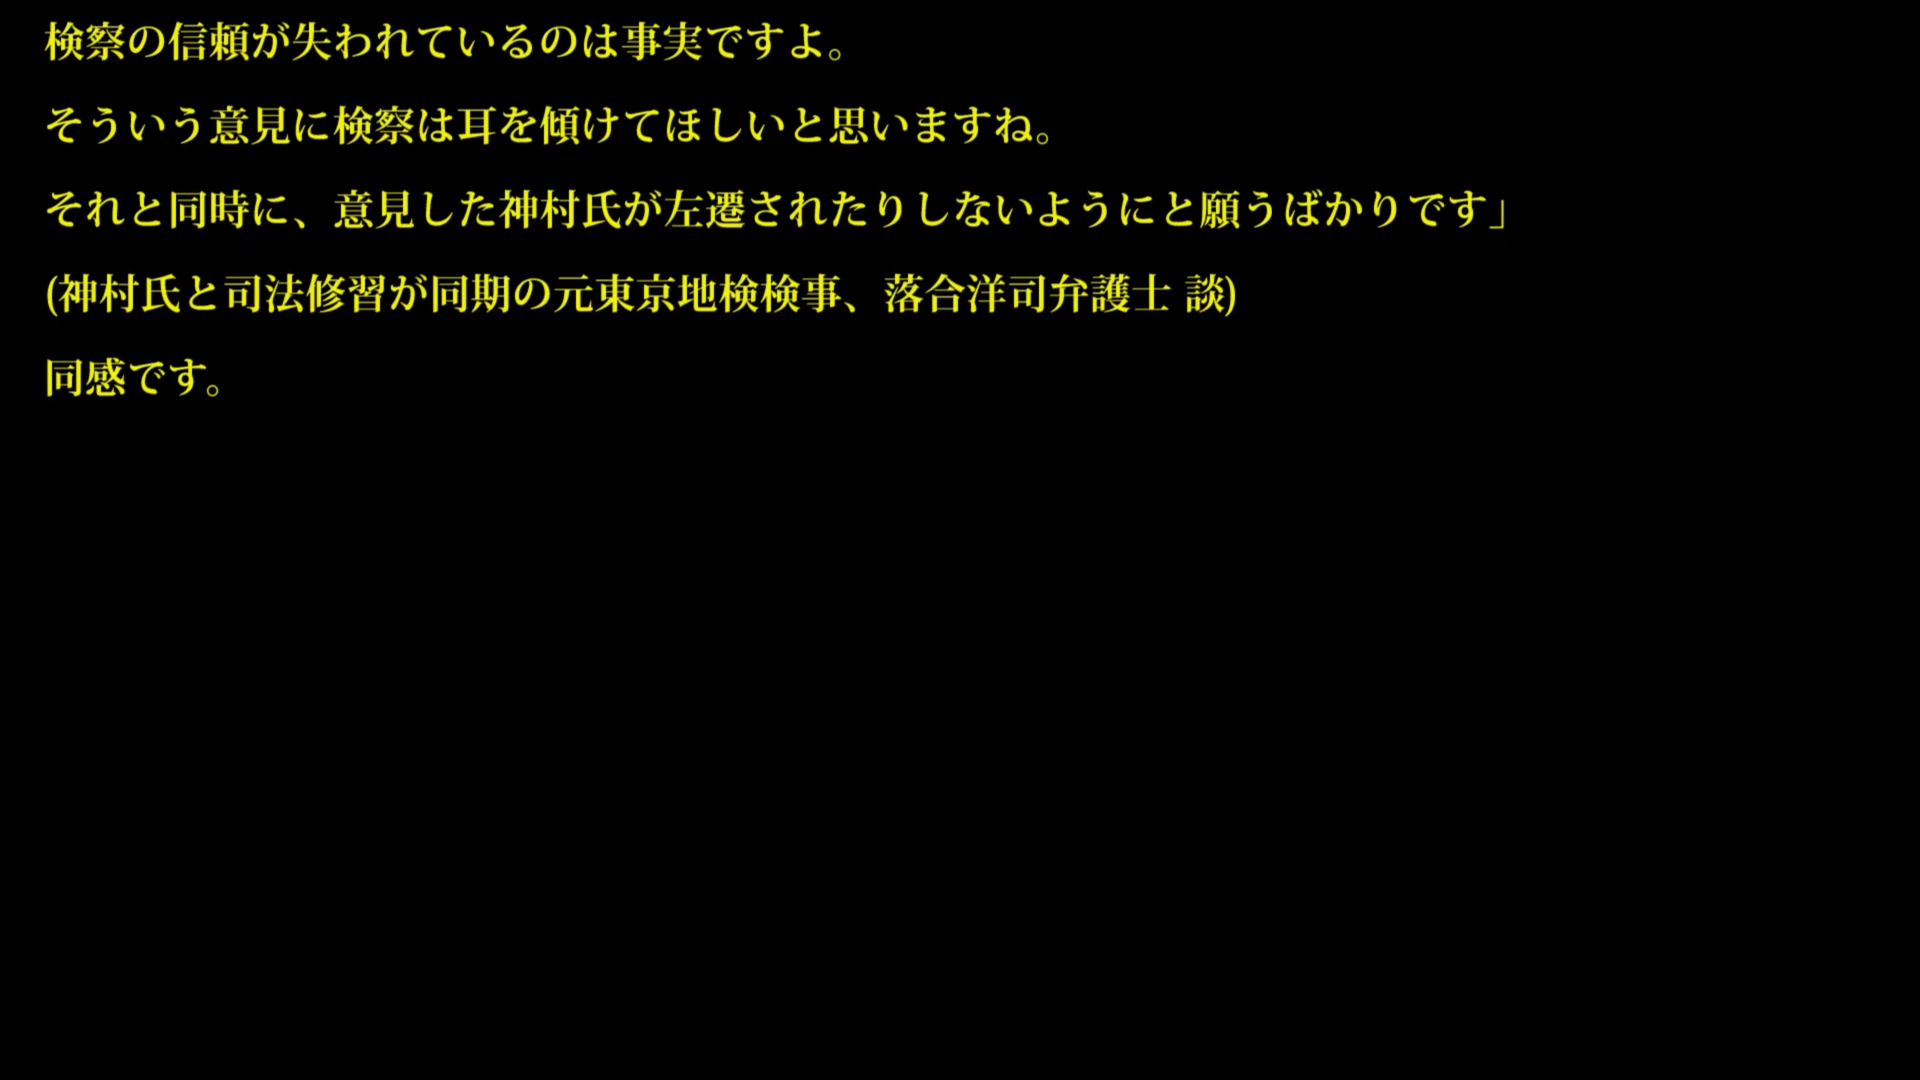 検察の信頼が失われているのは事実ですよ。
そういう意見に検察は耳を傾けてほしいと思いますね。
それと同時に、意見した神村氏が左遷されたりしないようにと願うばかりです」
(神村氏と司法修習が同期の元東京地検検事、落合洋司弁護士 談)
同感です。